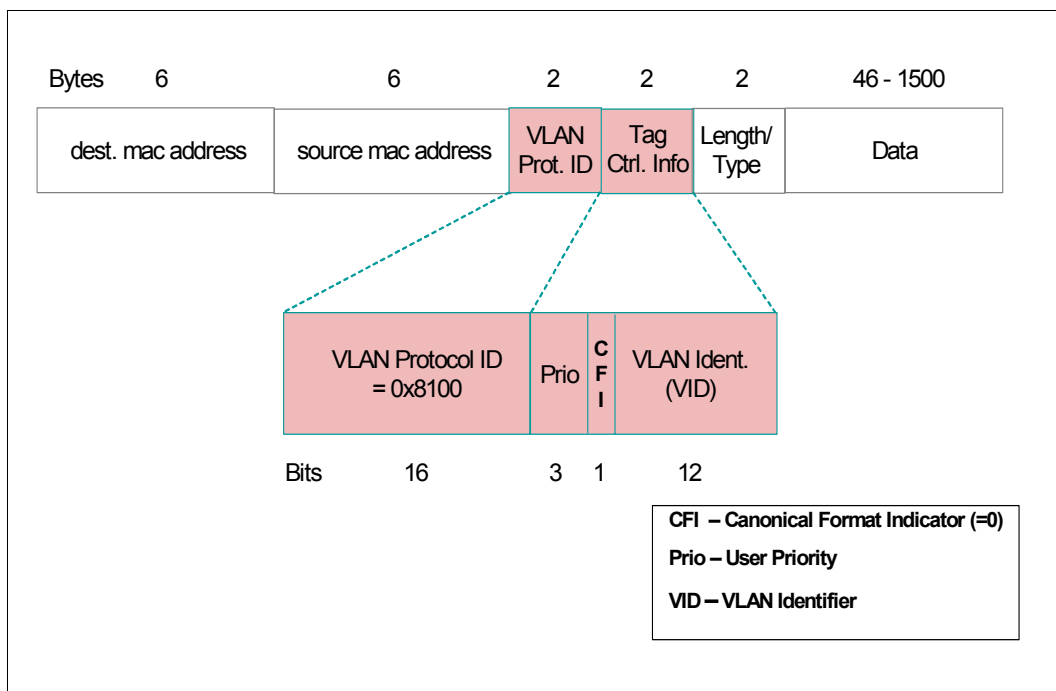 Bytes 6 6 2 2 2 46 - 1500
dest. mac address
source mac address
VLAN
Prot. ID
Tag
Ctrl. Info
Length/
Type
Data
VLAN Protocol ID
= 0x8100
Prio
C
F
I
VLAN Ident.
(VID)
Bits 16 3 1 12
CFI – Canonical Format Indicator (=0)
Prio – User Priority
VID – VLAN Identifier